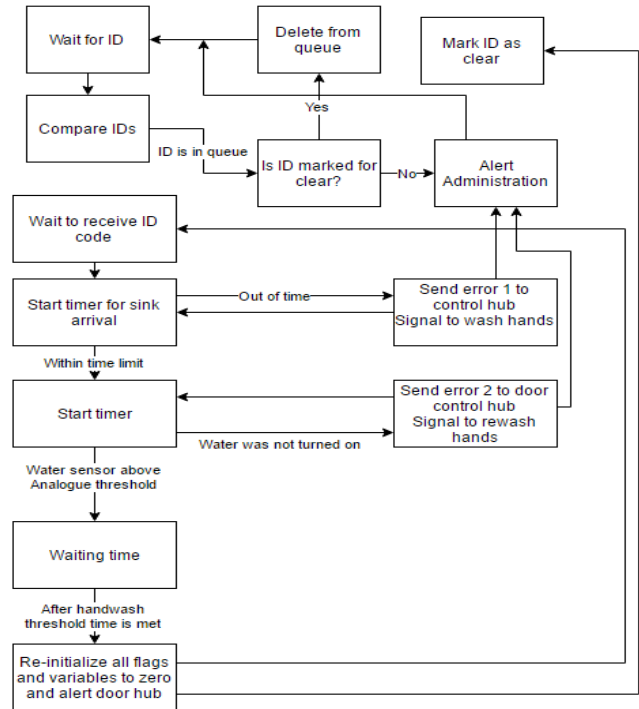 Wait for ID
Delete from
queue
Mark ID as
clear
Yes
Compare IDs
ID is in queue
Is ID marked for
clear?
No
Alert
Administration
Wait to receive ID
code
Start timer for sink
arrival
Out of time
Send error 1 to
control hub
Signal to wash hands
Within time limit
Start timer
Send error 2 to door
control hub
Signal to rewash
hands
Water was not turned on
Water sensor above
Analogue threshold
Waiting time
After handwash
threshold time is met
Re-initialize all flags
and variables to zero
and alert door hub